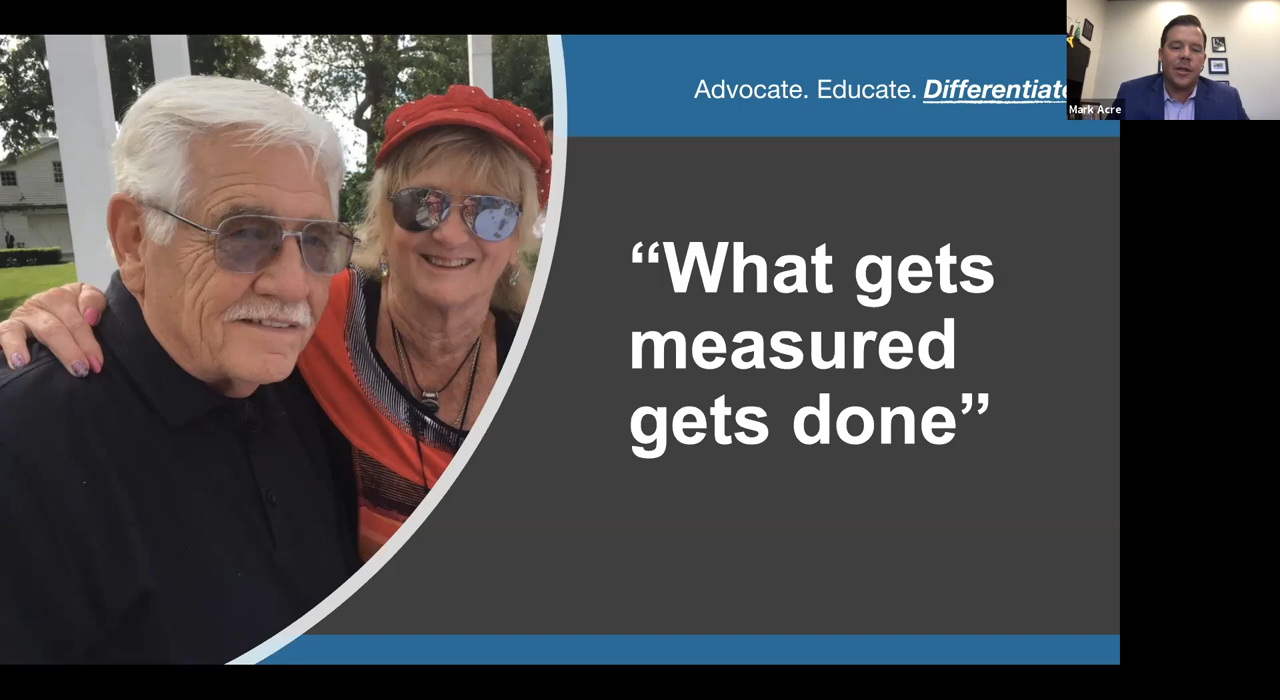 Advocate. Educate. Differentiate
Mark Acre
“What gets
measured
gets done”